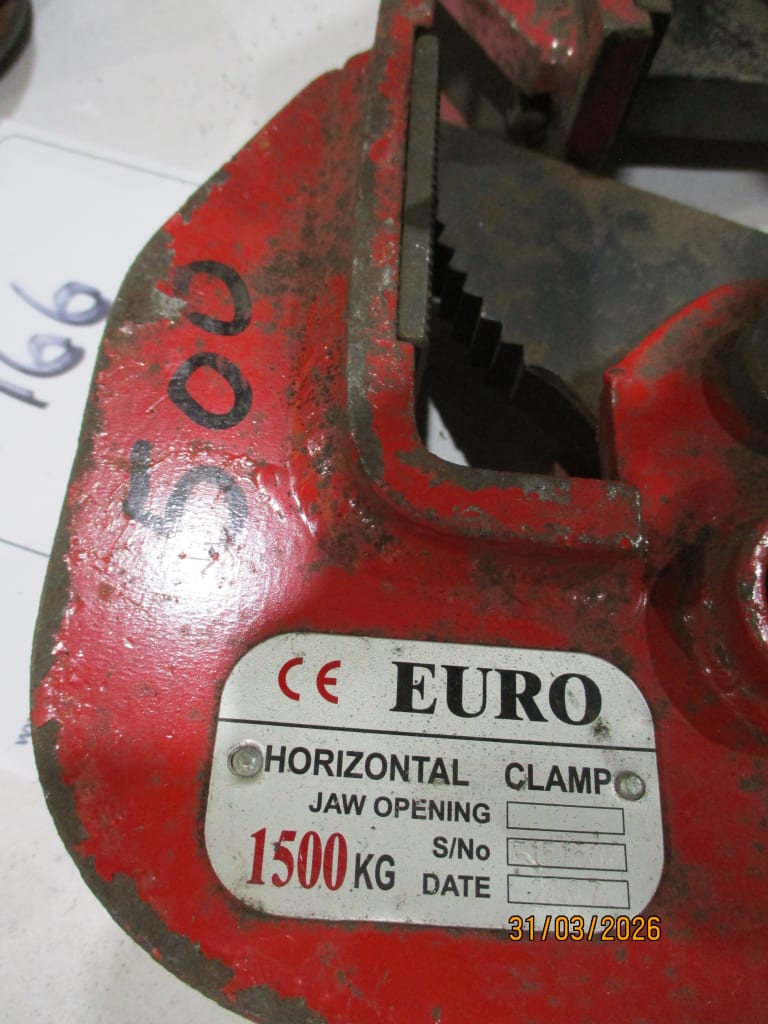 166
500
CE EURO
HORIZONTAL CLAMP
JAW OPENING
S/No
1500 KG
DATE
31/03/2026